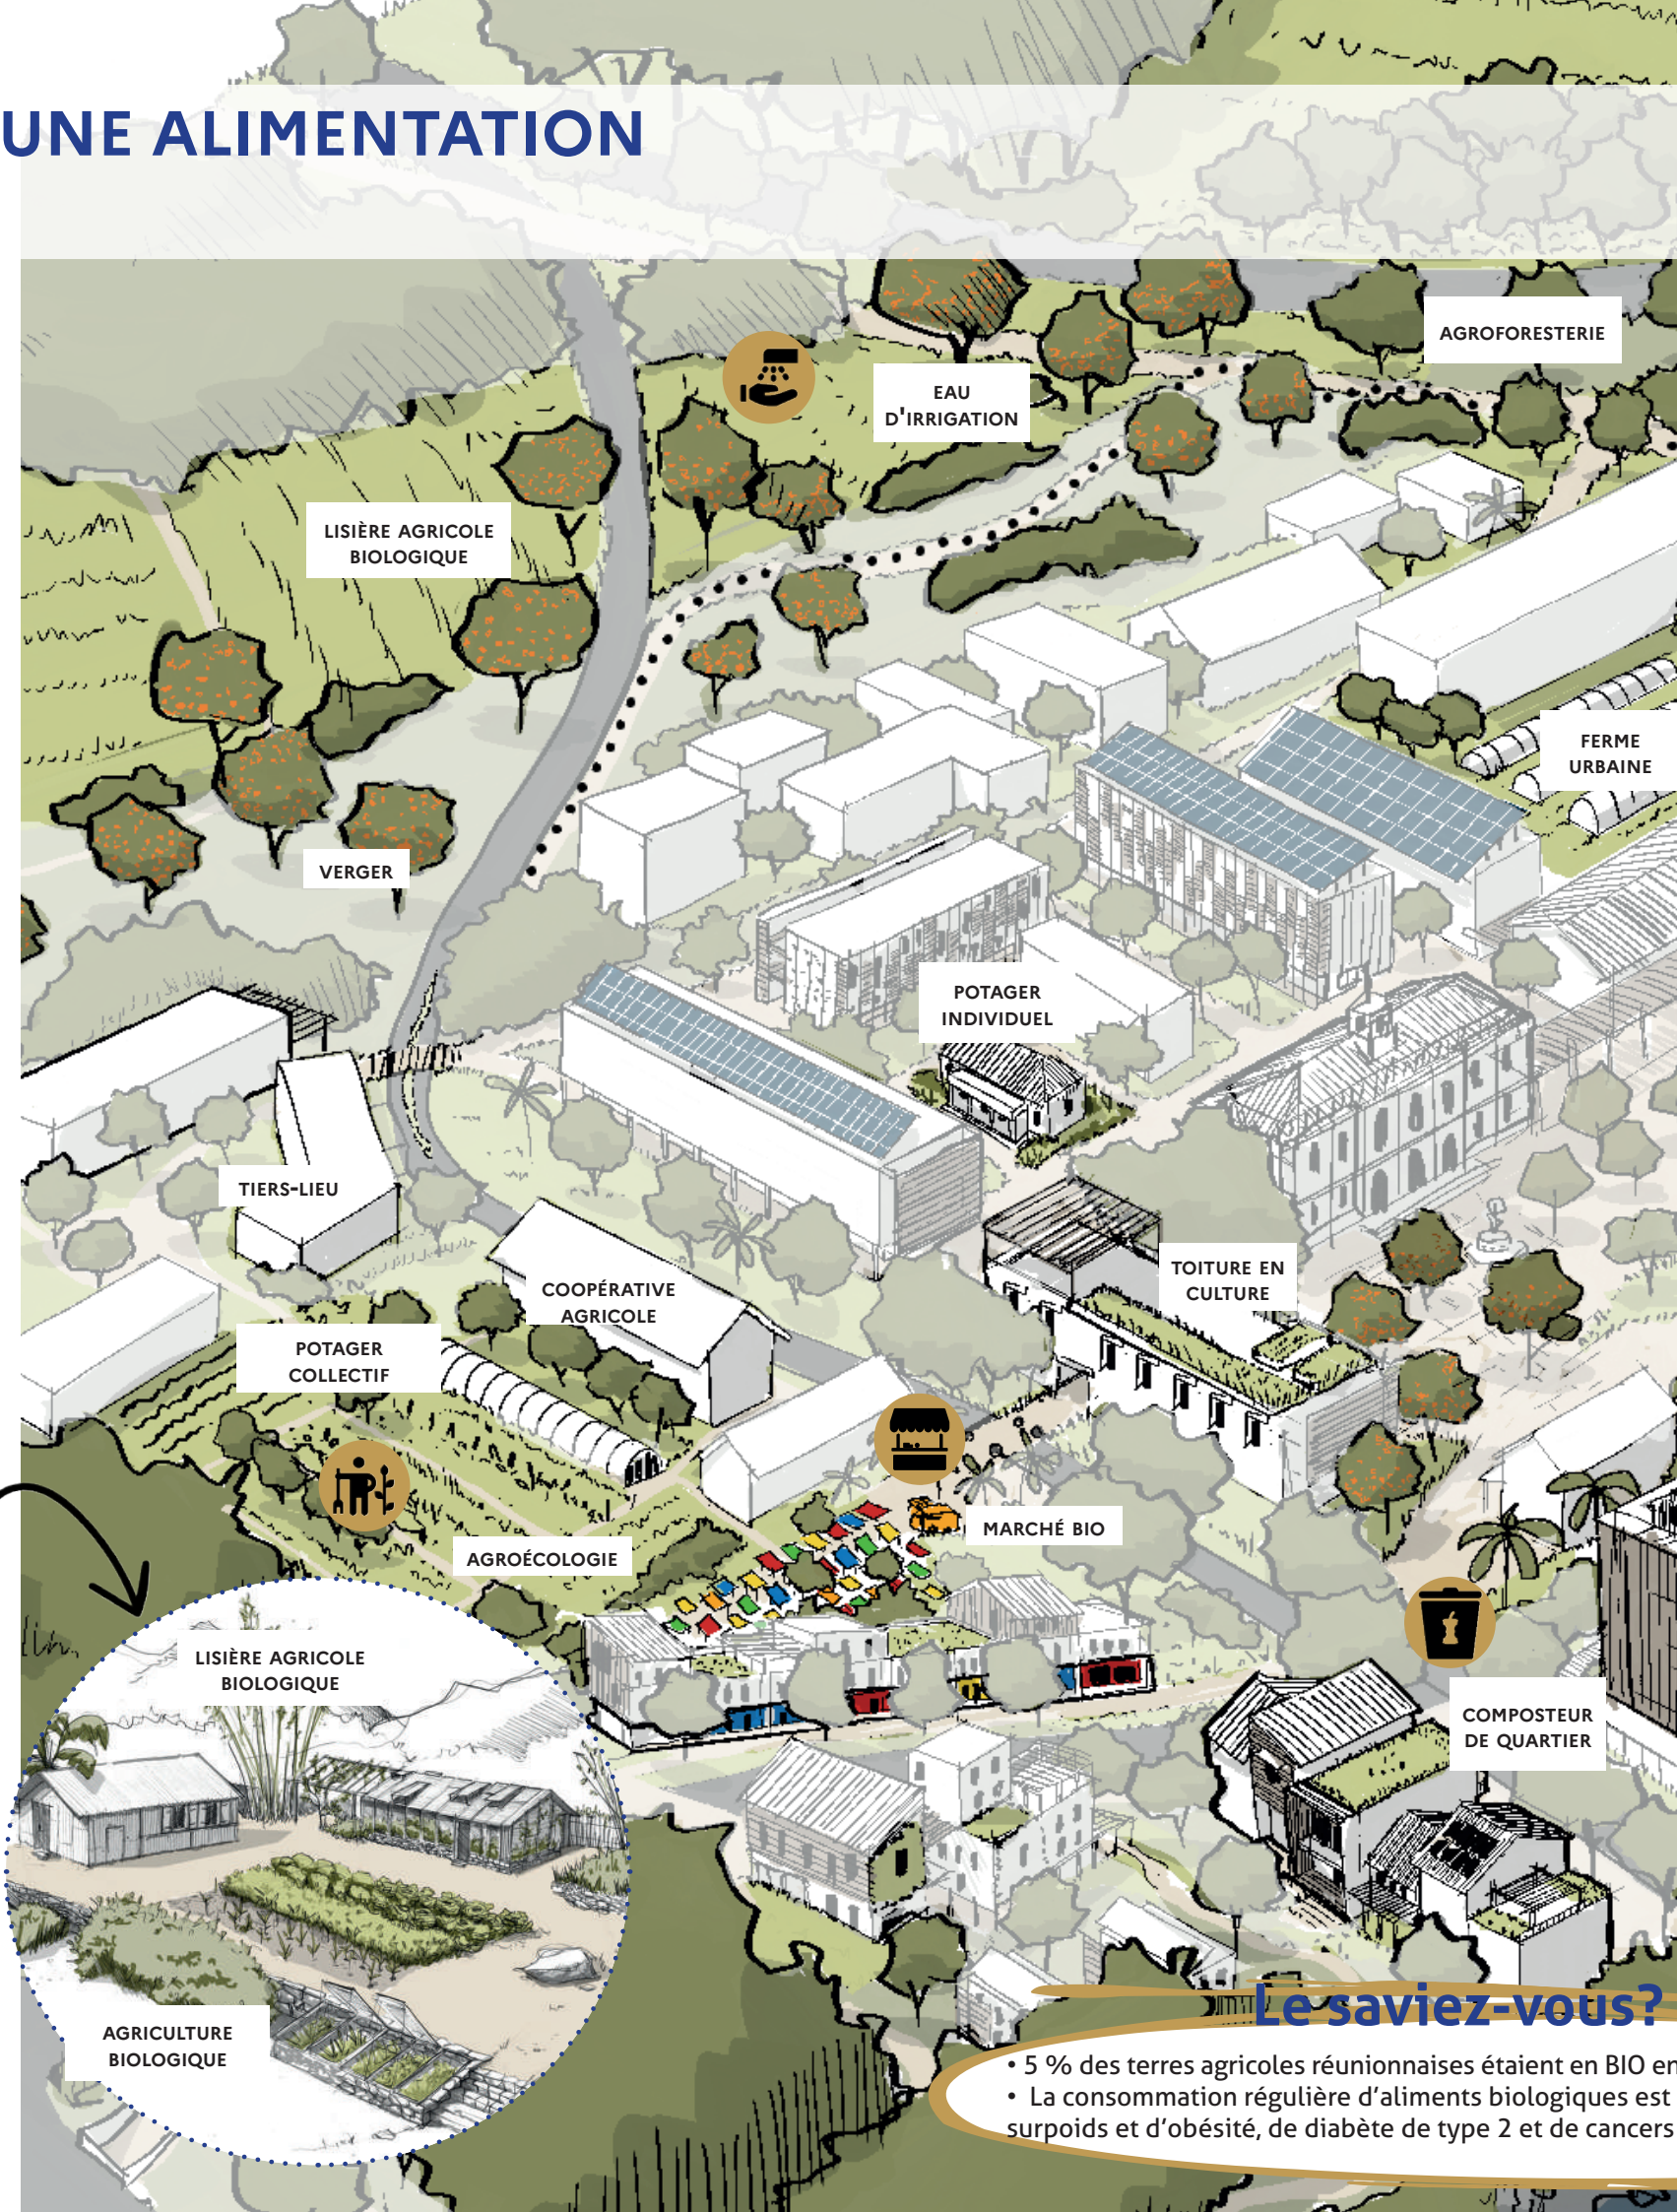 UNE ALIMENTATION
AGROFORESTERIE
EAU
D'IRRIGATION
LISIÈRE AGRICOLE
BIOLOGIQUE
FERME
URBAINE
VERGER
POTAGER
INDIVIDUEL
TIERS-LIEU
TOITURE EN
CULTURE
COOPÉRATIVE
AGRICOLE
POTAGER
COLLECTIF
MARCHÉ BIO
AGROÉCOLOGIE
LISIÈRE AGRICOLE
BIOLOGIQUE
COMPOSTEUR
DE QUARTIER
AGRICULTURE
BIOLOGIQUE
Le saviez-vous?
• 5 % des terres agricoles réunionnaises étaient en BIO en
• La consommation régulière d'aliments biologiques est
surpoids et d'obésité, de diabète de type 2 et de cancers